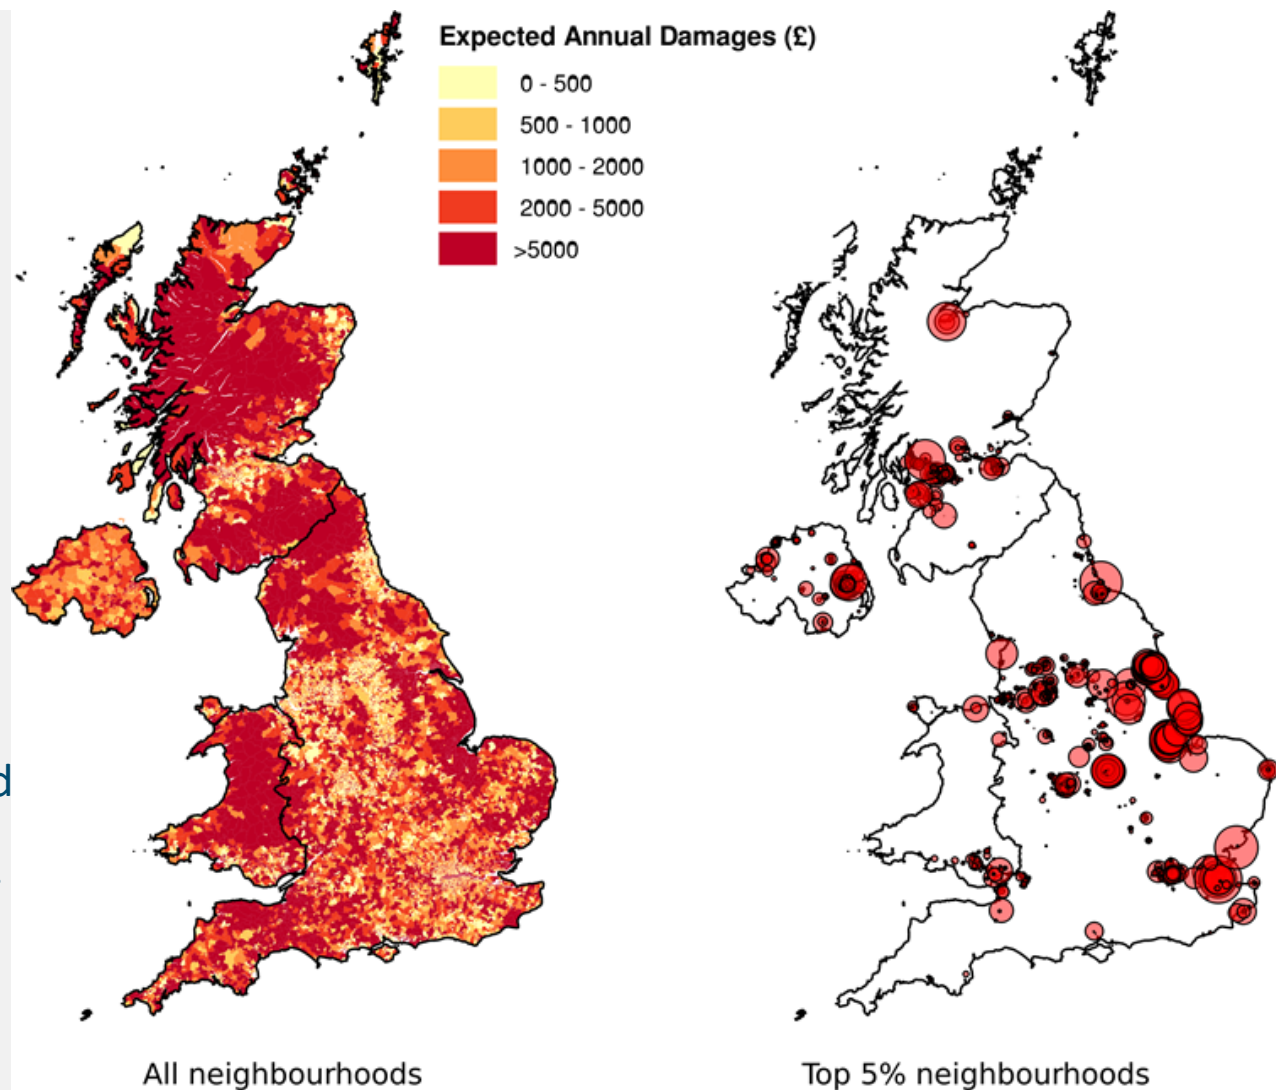 Expected Annual Damages (£)
0 - 500
500 - 1000
1000 - 2000
2000 - 5000
>5000
d
All neighbourhoods
Top 5% neighbourhoods